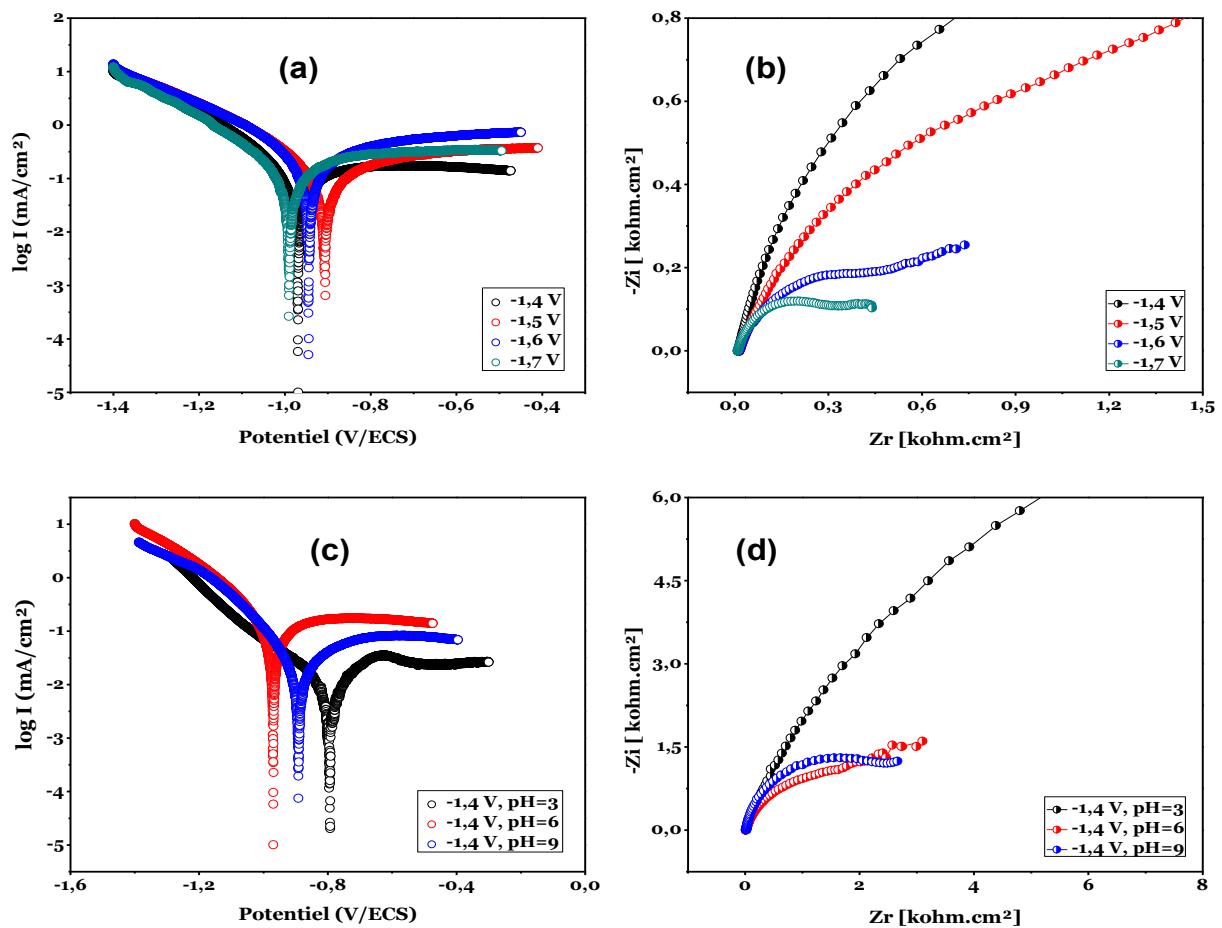 (a)
2
1
0
-1
-2
-3
-4
-5
log I (mA/cm²)
-1,4 V
-1,5 V
-1,6 V
-1,7 V
-1,4 -1,2 -1,0 -0,8 -0,6 -0,4
Potentiel (V/ECS)
(b)
0,8
0,6
0,4
0,2
0,0
-Zi [ kohm.cm²]
-1,4 V
-1,5 V
-1,6 V
-1,7 V
0,0 0,3 0,6 0,9 1,2 1,5
Zr [kohm.cm²]
(c)
1
0
-1
-2
-3
-4
-5
log I (mA/cm²)
-1,4 V, pH=3
-1,4 V, pH=6
-1,4 V, pH=9
-1,6 -1,2 -0,8 -0,4 0,0
Potentiel (V/ECS)
(d)
6,0
4,5
3,0
1,5
0,0
-Zi [ kohm.cm²]
-1,4 V, pH=3
-1,4 V, pH=6
-1,4 V, pH=9
0 2 4 6 8
Zr [kohm.cm²]